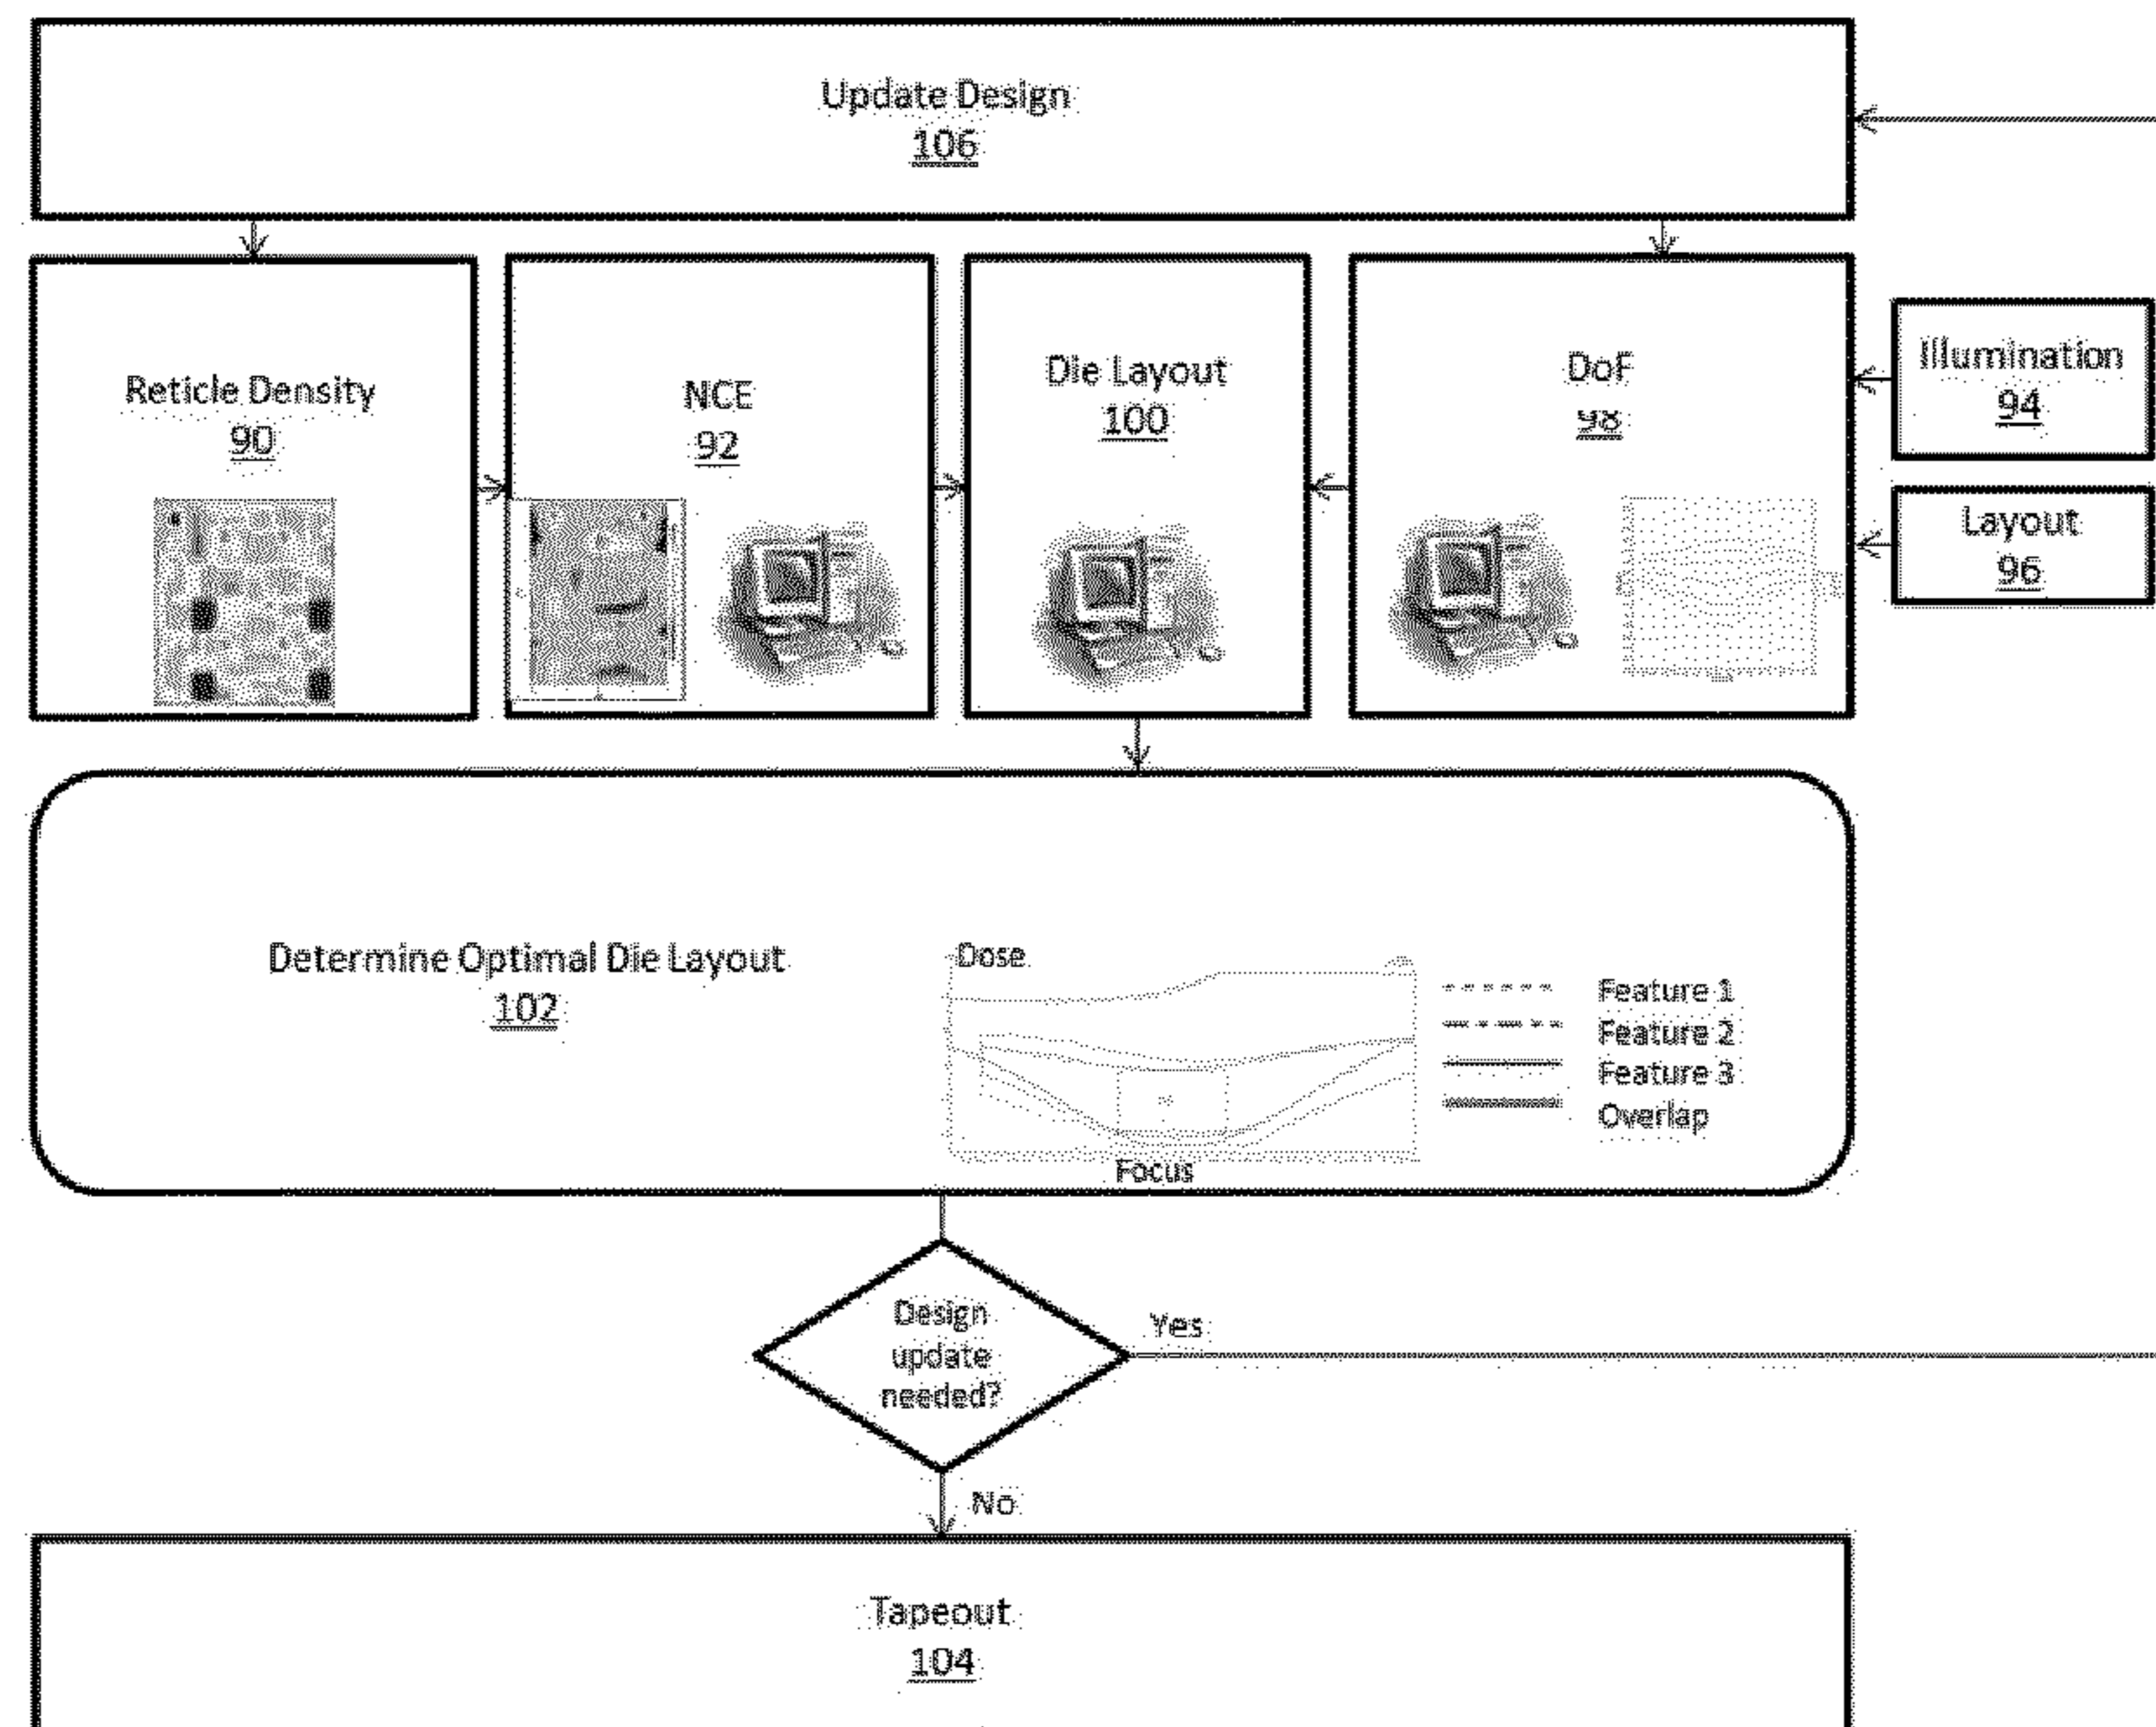 Update Design
106
Reticle Density
90
NCE
92
Die Layout
100
DoF
98
Illumination
94
Layout
96
Determine Optimal Die Layout
102
Dose
Focus
Feature 1
Feature 2
Feature 3
Overlap
Design
update
needed?
Yes
No
Tapeout
104